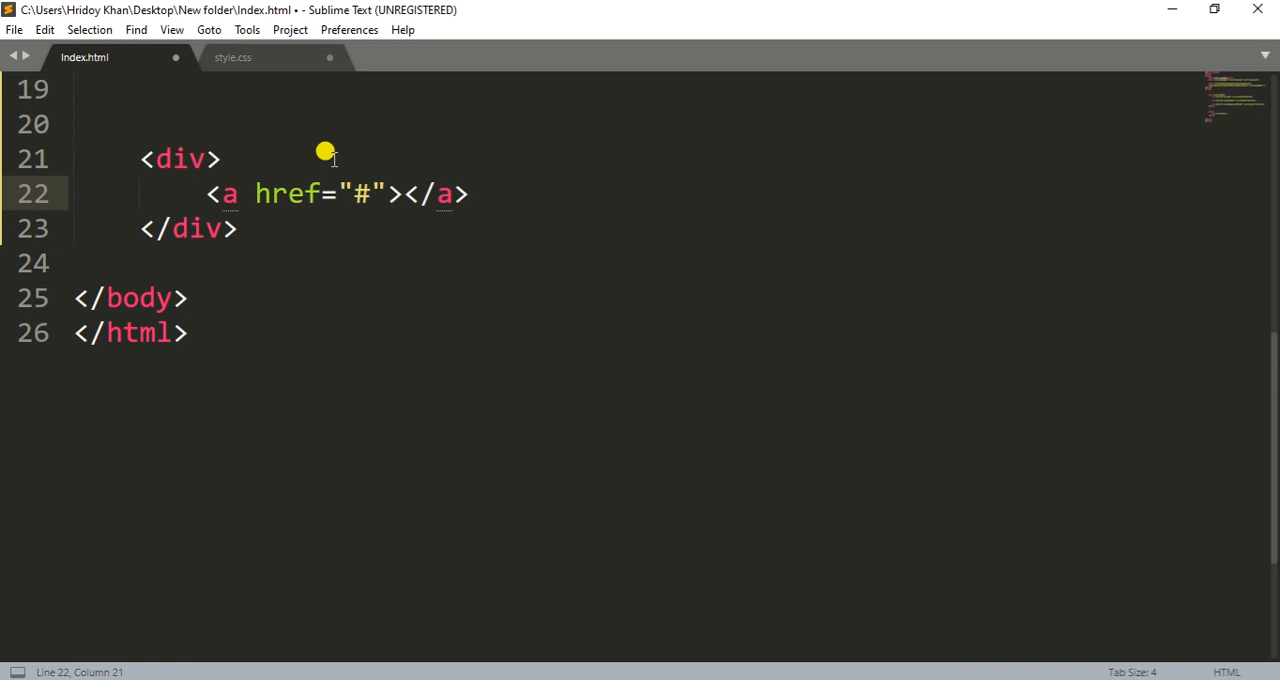 C:\Users\Hridoy Khan\Desktop\New folder\Index.html • - Sublime Text (UNREGISTERED)
File Edit Selection Find View Goto Tools Project Preferences Help
Index.html style.css
19
20
21 <div>
22 <a href="#"></a>
23 </div>
24
25 </body>
26 </html>
Line 22, Column 21 Tab Size: 4 HTML